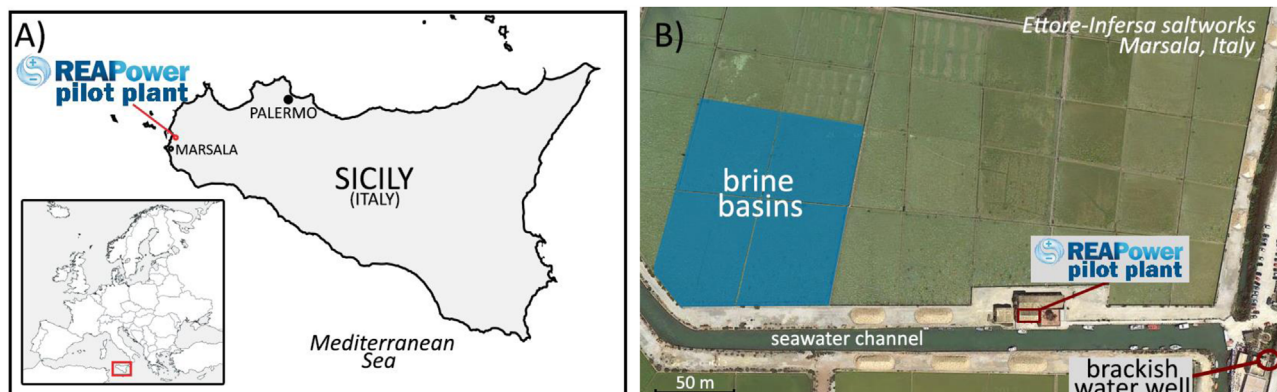 A)
REAPower
pilot plant
PALERMO
MARSALA
SICILY
(ITALY)
Mediterranean
Sea
B)
Ettore-Infersa saltworks
Marsala, Italy
brine
basins
REAPower
pilot plant
seawater channel
brackish
water well
50 m